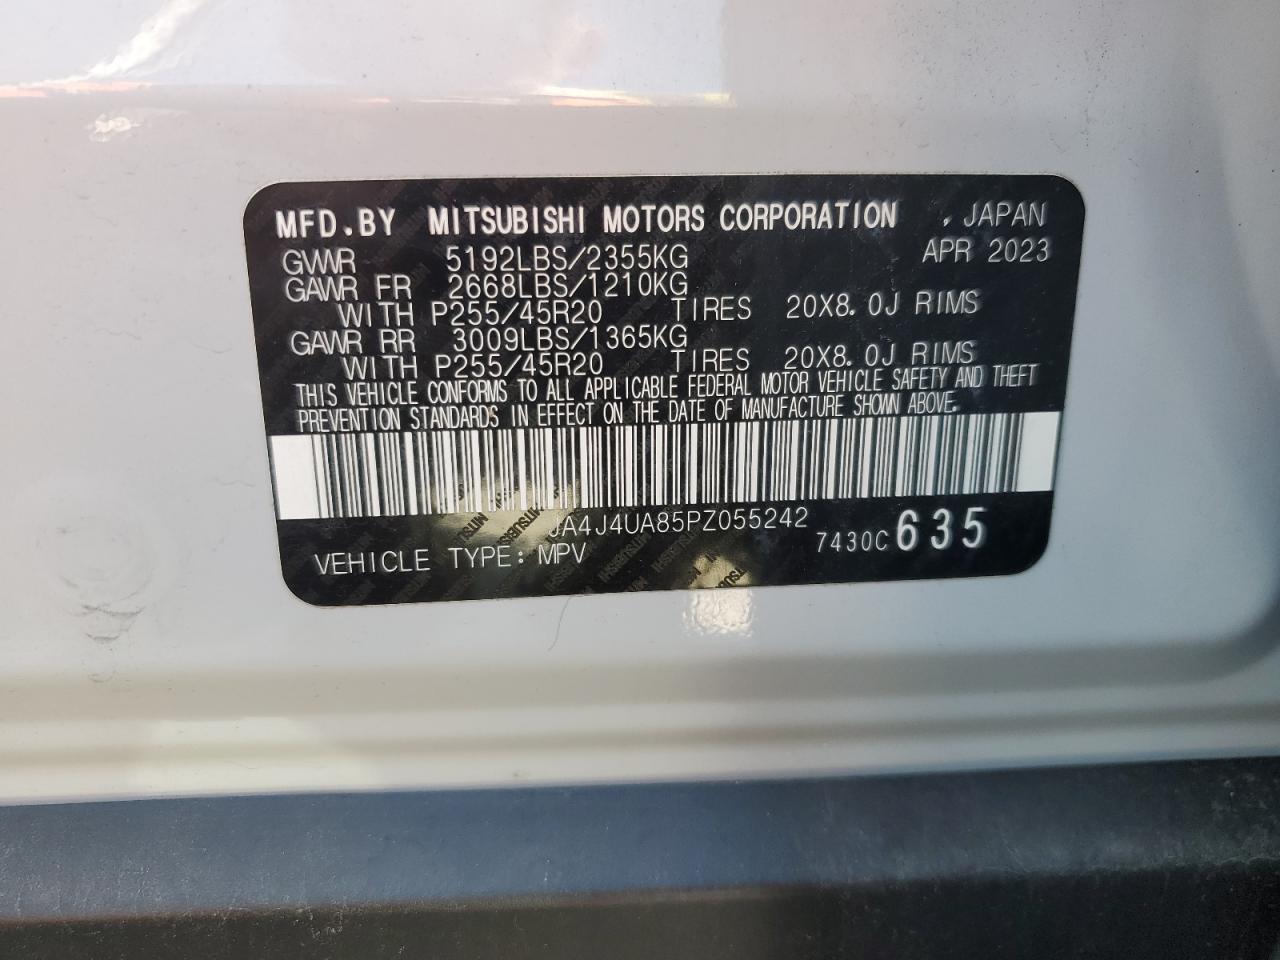 MFD.BY MITSUBISHI MOTORS CORPORATION , JAPAN
GVWR 5192LBS/2355KG APR 2023
GAWR FR 2668LBS/1210KG
WITH P255/45R20 TIRES 20X8.0J RIMS
GAWR RR 3009LBS/1365KG
WITH P255/45R20 TIRES 20X8.0J RIMS
THIS VEHICLE CONFORMS TO ALL APPLICABLE FEDERAL MOTOR VEHICLE SAFETY AND THEFT
PREVENTION STANDARDS IN EFFECT ON THE DATE OF MANUFACTURE SHOWN ABOVE.
JA4J4UA85PZ055242 7430C 635
VEHICLE TYPE: MPV